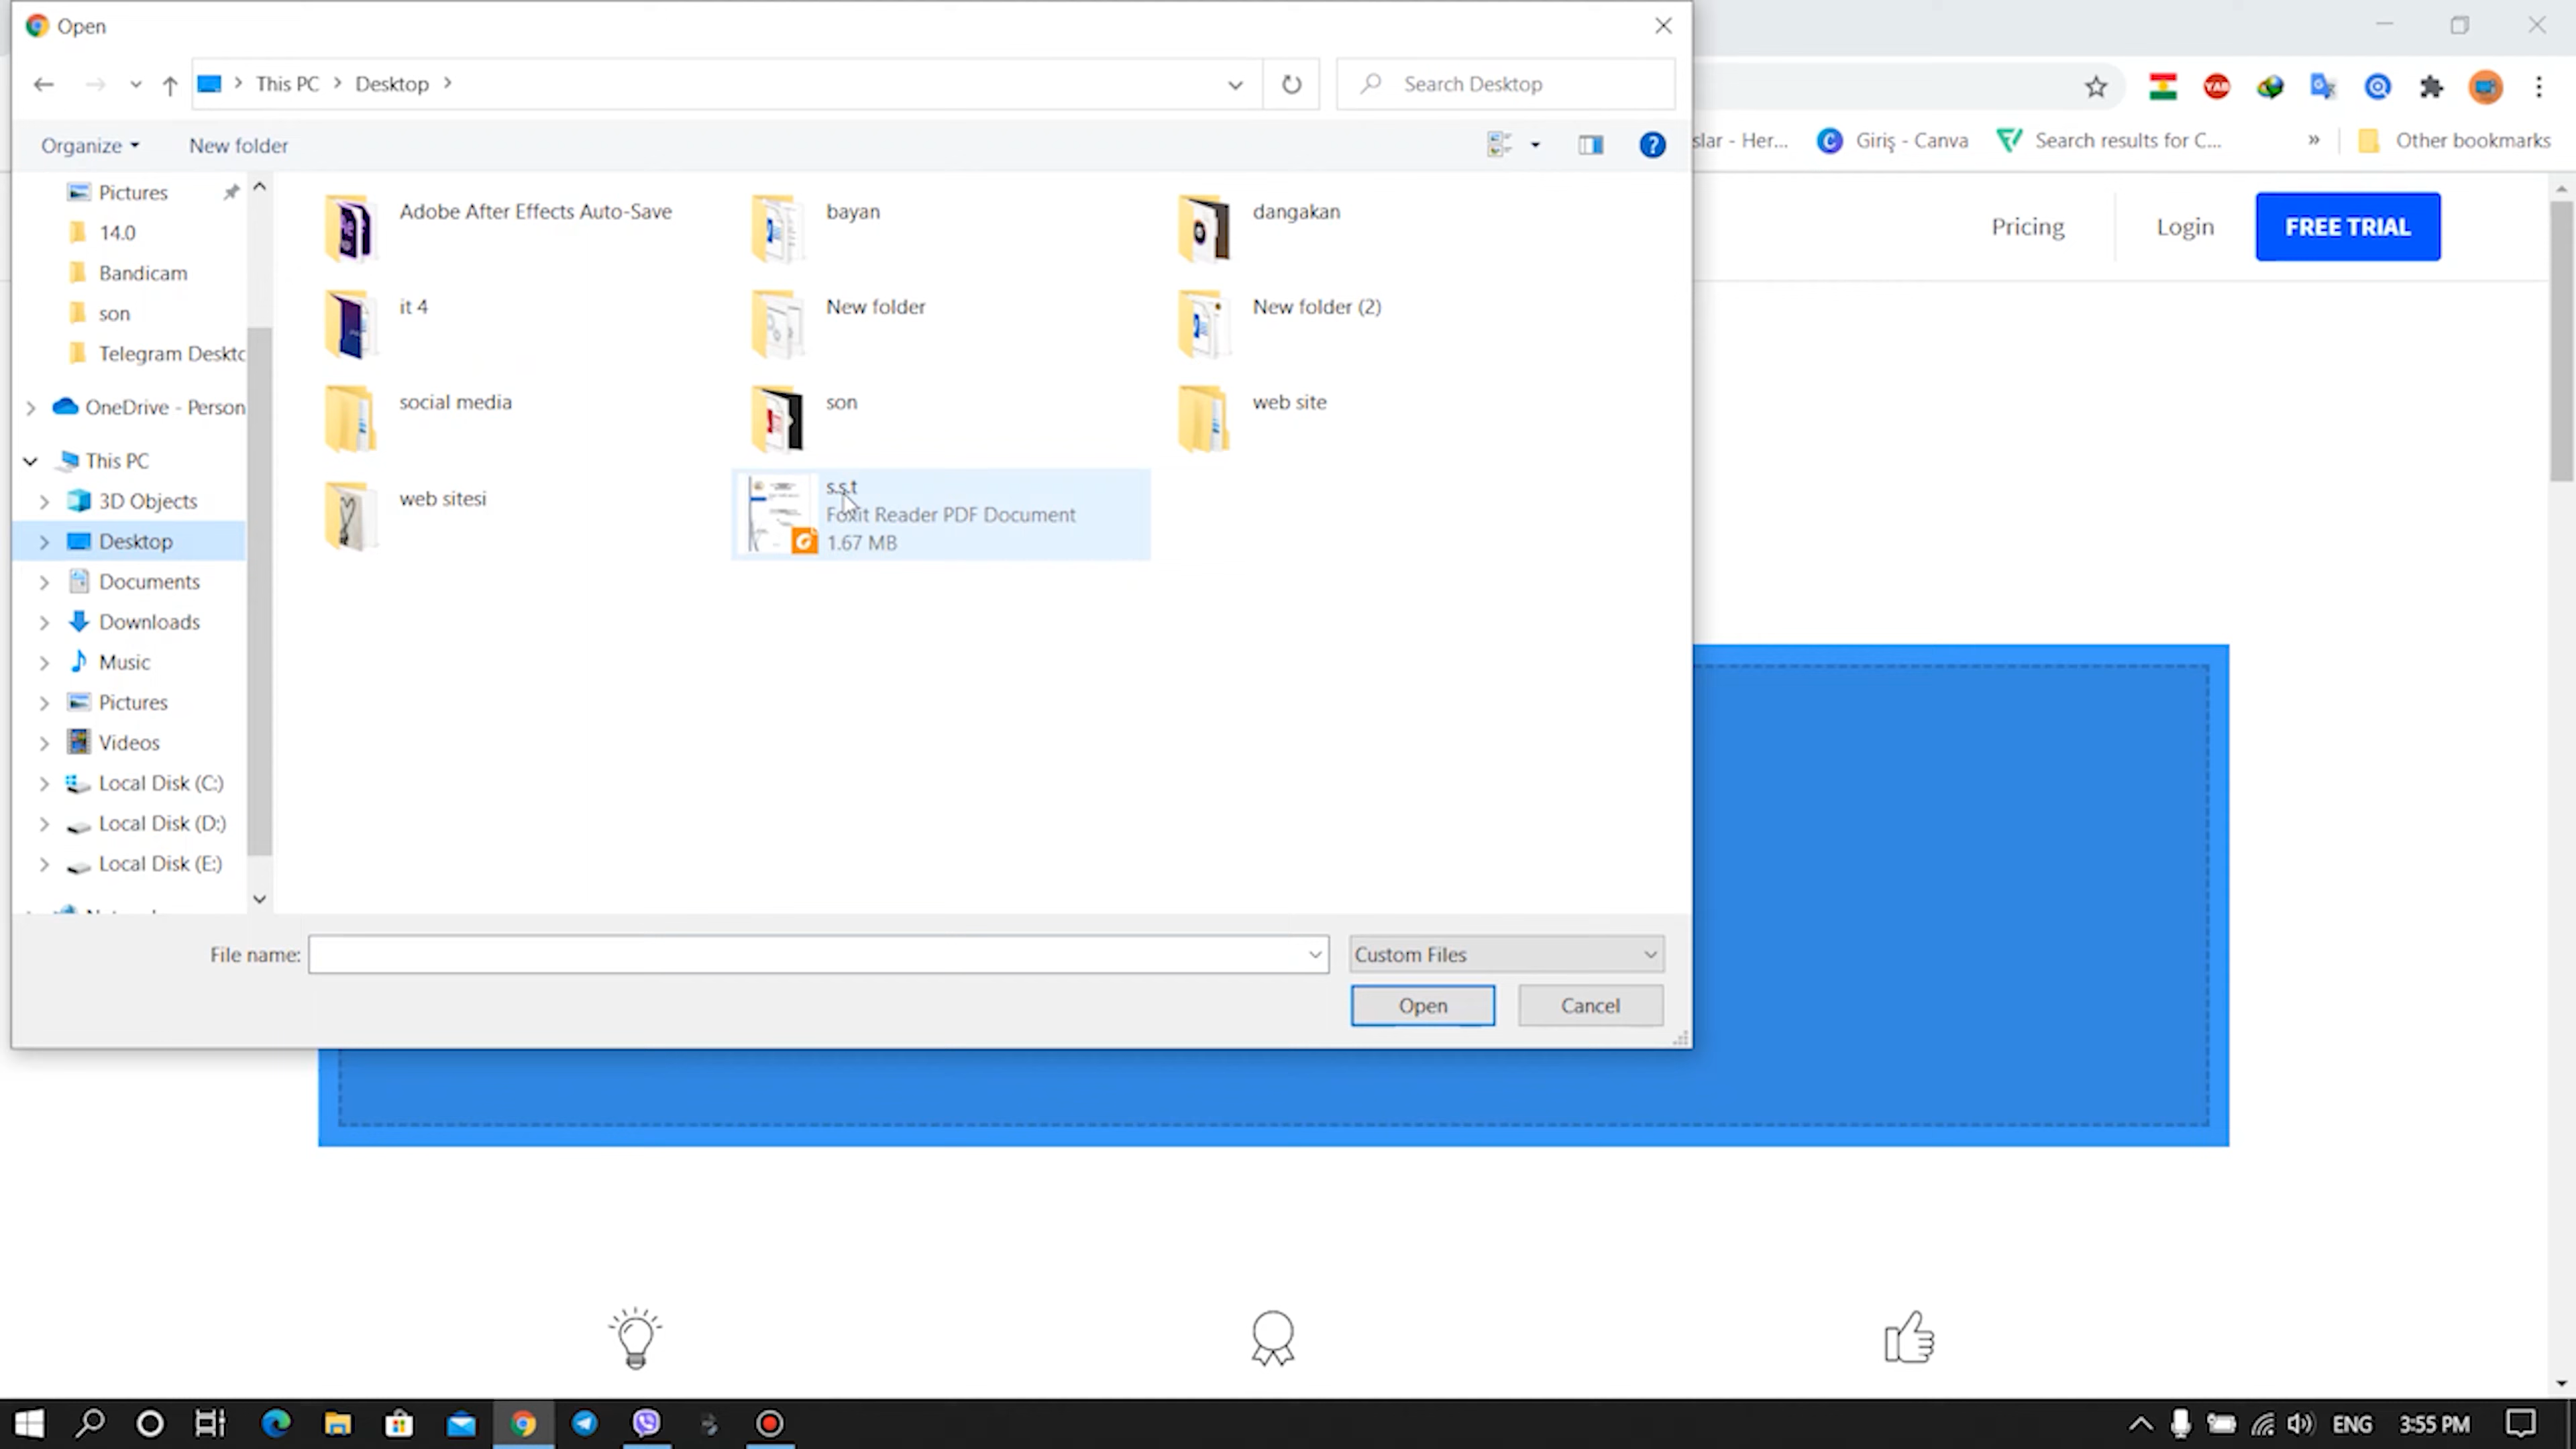 Open
This PC
Desktop
Search Desktop
Organize
New folder
slar - Her...
Giriş - Canva
Search results for C...
Other bookmarks
Pictures
14.0
Bandicam
son
Telegram Deskto
OneDrive - Person
This PC
3D Objects
Desktop
Documents
Downloads
Music
Pictures
Videos
Local Disk (C:)
Local Disk (D:)
Local Disk (E:)
Adobe After Effects Auto-Save
bayan
dangakan
it 4
New folder
New folder (2)
social media
son
web site
web sitesi
s.s.t
Foxit Reader PDF Document
1.67 MB
Pricing
Login
FREE TRIAL
File name:
Custom Files
Open
Cancel
ENG
3:55 PM